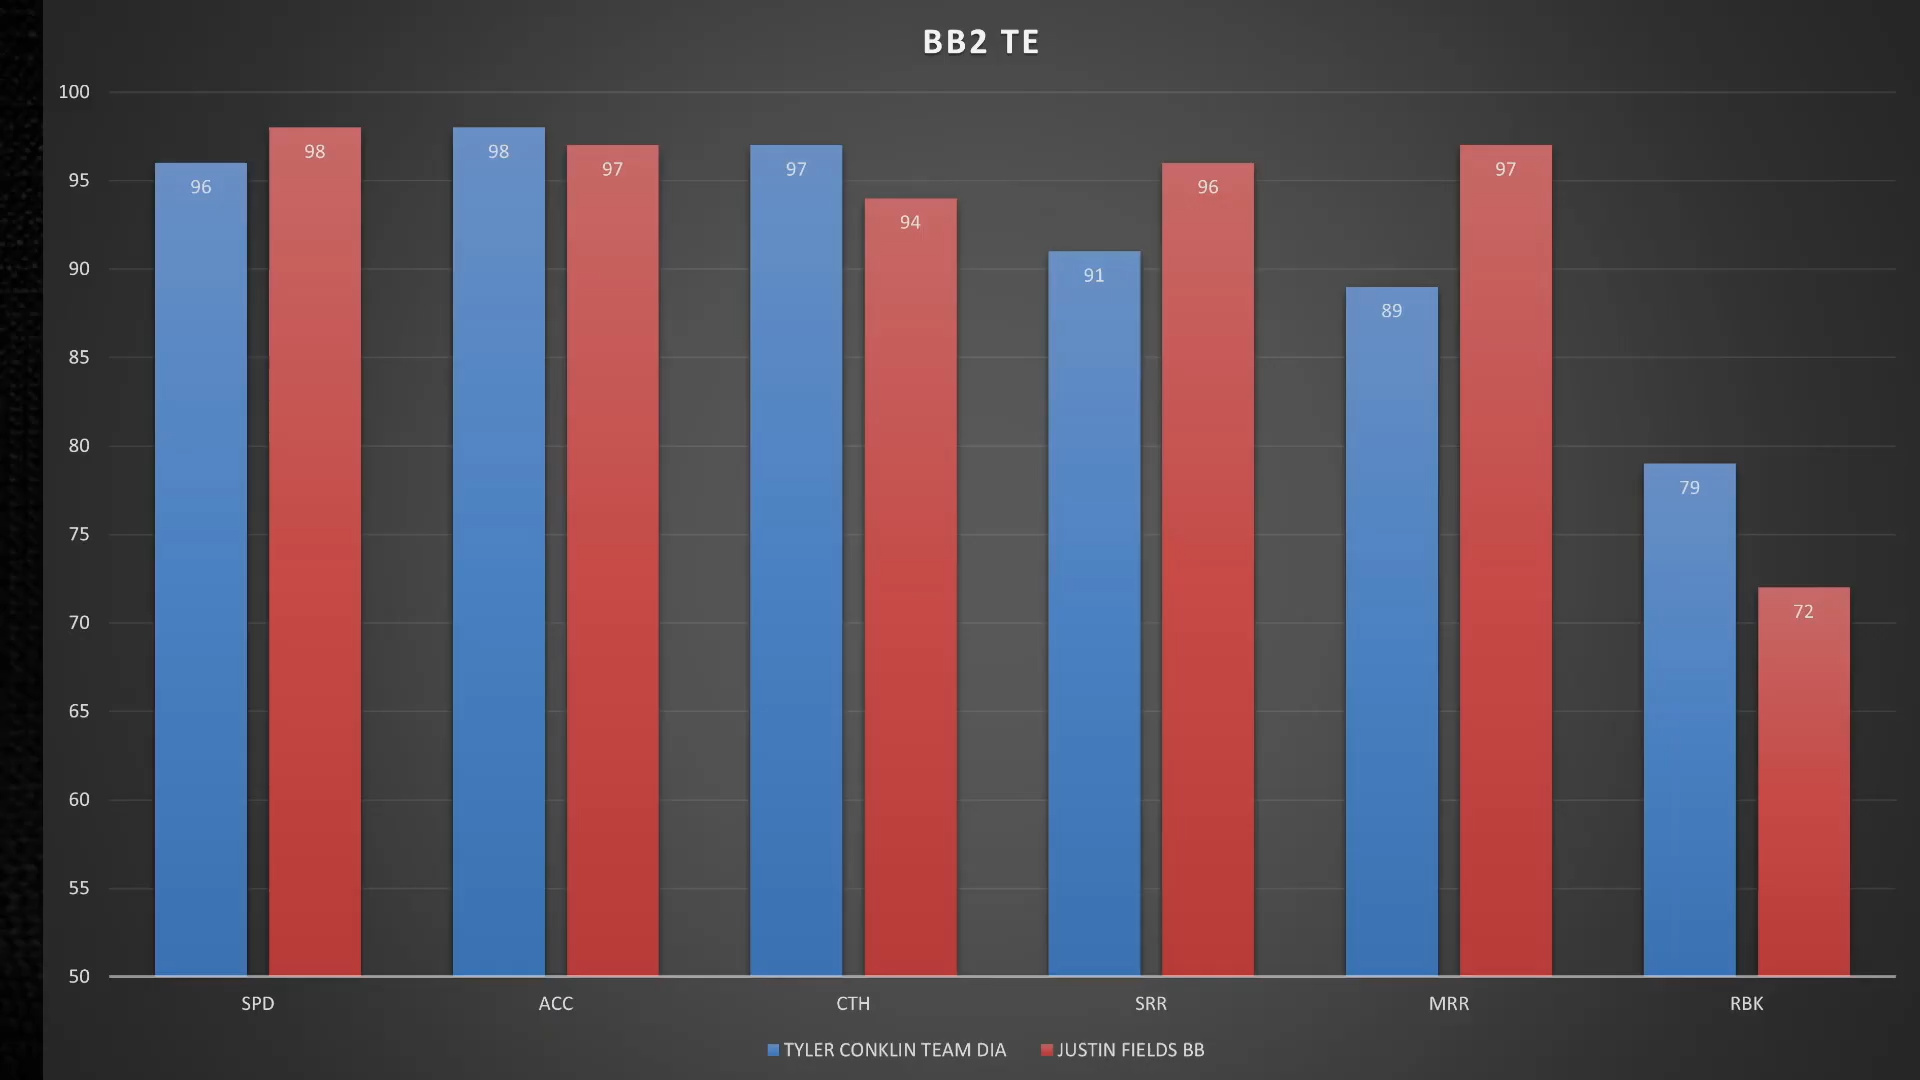 BB2 TE
100
95
90
85
80
75
70
65
60
55
50
96 98 98 97 97 94 91 96 89 97 79 72
SPD ACC CTH SRR MRR RBK
TYLER CONKLIN TEAM DIA JUSTIN FIELDS BB